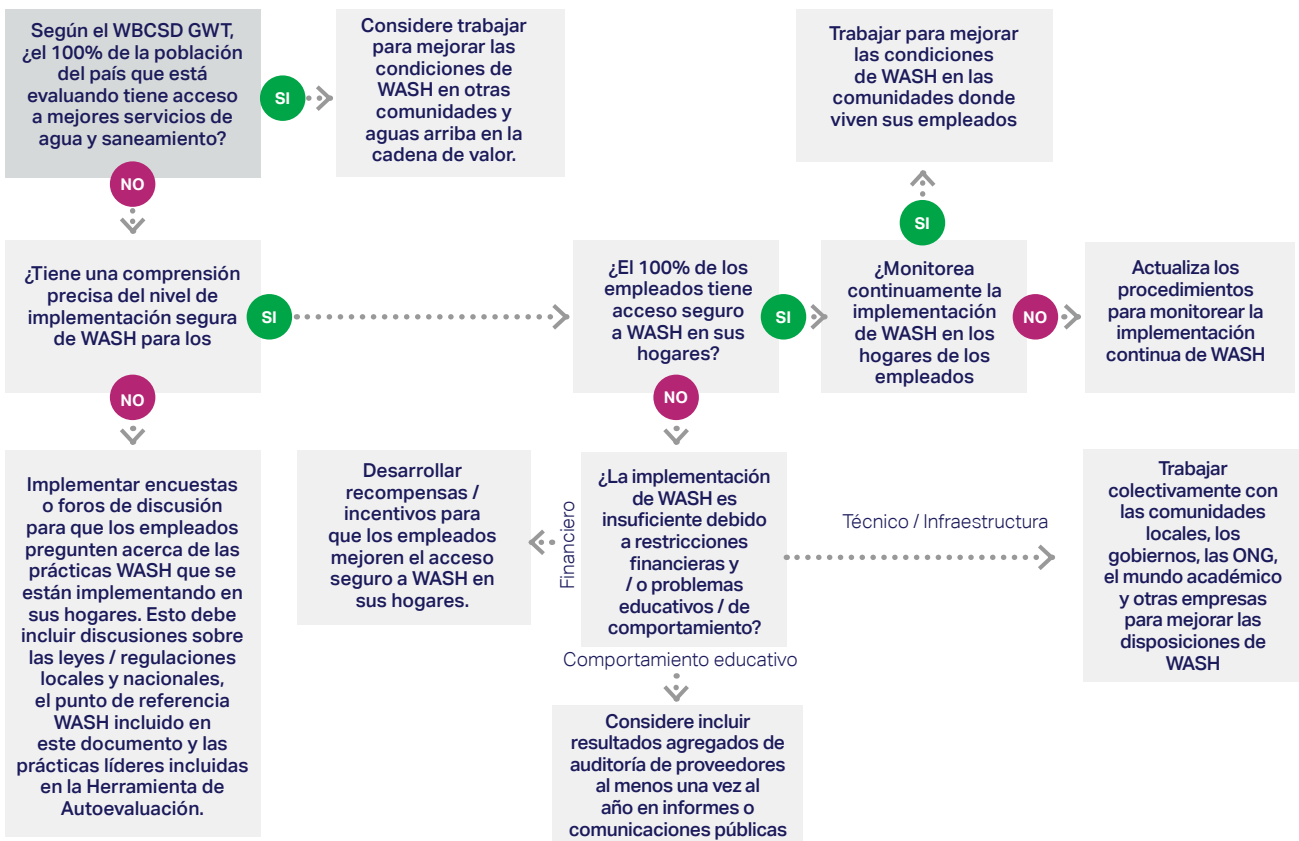 Según el WBCSD GWT,
¿el 100% de la población
del país que está
evaluando tiene acceso
a mejores servicios de
agua y saneamiento?
SI
Considere trabajar
para mejorar las
condiciones de
WASH en otras
comunidades y
aguas arriba en la
cadena de valor.
Trabajar para mejorar
las condiciones
de WASH en las
comunidades donde
viven sus empleados
NO
SI
¿Tiene una comprensión
precisa del nivel de
implementación segura
de WASH para los
SI
¿El 100% de los
empleados tiene
acceso seguro
a WASH en sus
hogares?
SI
¿Monitorea
continuamente la
implementación
de WASH en los
hogares de los
empleados
NO
Actualiza los
procedimientos
para monitorear la
implementación
continua de WASH
NO
NO
Implementar encuestas
o foros de discusión
para que los empleados
pregunten acerca de las
prácticas WASH que se
están implementando en
sus hogares. Esto debe
incluir discusiones sobre
las leyes / regulaciones
locales y nacionales,
el punto de referencia
WASH incluido en
este documento y las
prácticas líderes incluidas
en la Herramienta de
Autoevaluación.
Desarrollar
recompensas /
incentivos para
que los empleados
mejoren el acceso
seguro a WASH en
sus hogares.
Financiero
¿La implementación
de WASH es
insuficiente debido
a restricciones
financieras y
/ o problemas
educativos / de
comportamiento?
Técnico / Infraestructura
Trabajar
colectivamente con
las comunidades
locales, los
gobiernos, las ONG,
el mundo académico
y otras empresas
para mejorar las
disposiciones de
WASH
Comportamiento educativo
Considere incluir
resultados agregados de
auditoría de proveedores
al menos una vez al
año en informes o
comunicaciones públicas